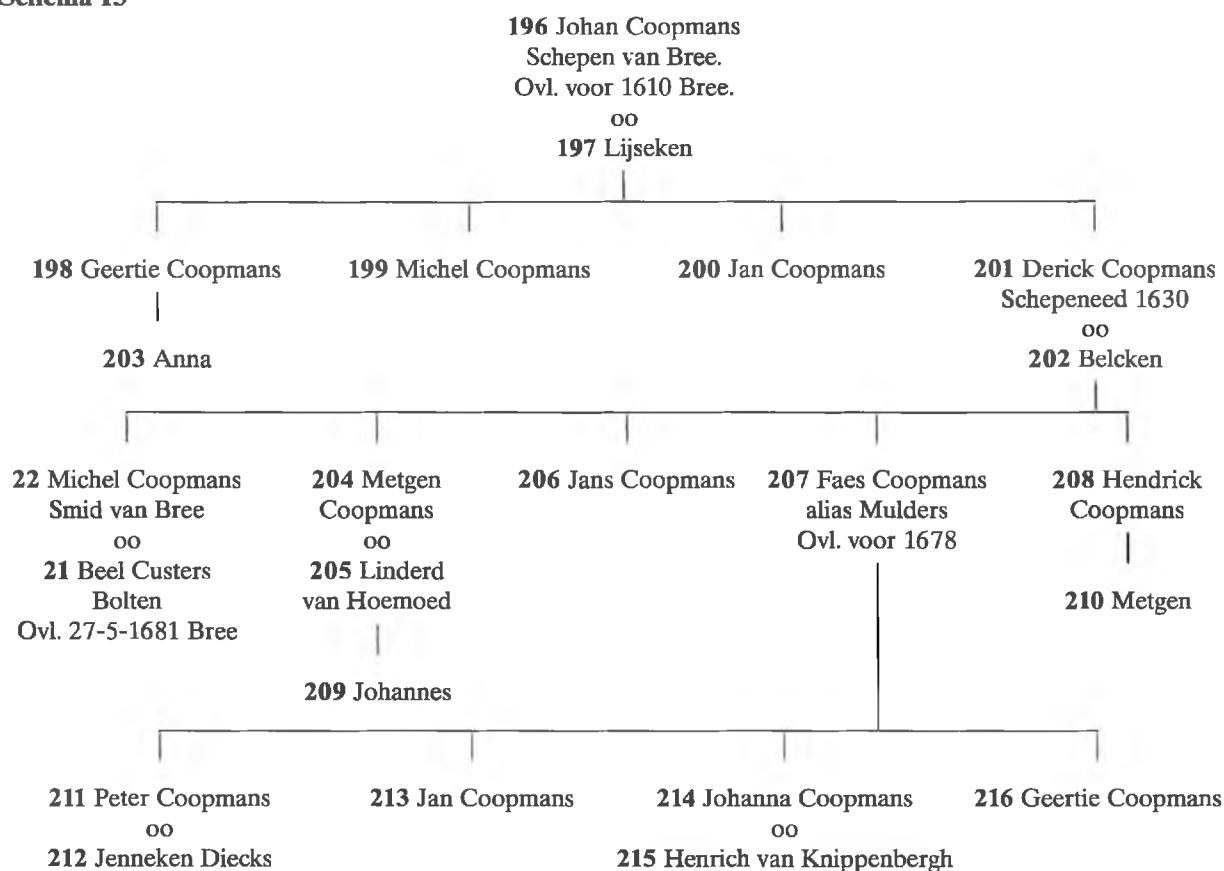 Schema 15
196 Johan Coopmans
Schepen van Bree.
Ovl. voor 1610 Bree.
oo
197 Lijseken
198 Geertie Coopmans
199 Michel Coopmans
200 Jan Coopmans
201 Derick Coopmans
Schepeneed 1630
oo
202 Belcken
203 Anna
22 Michel Coopmans
Smid van Bree
oo
21 Beel Custers
Bolten
Ovl. 27-5-1681 Bree
204 Metgen
Coopmans
oo
205 Linderd
van Hoemoed
206 Jans Coopmans
207 Faes Coopmans
alias Mulders
Ovl. voor 1678
208 Hendrick
Coopmans
210 Metgen
209 Johannes
211 Peter Coopmans
oo
212 Jenneken Diecks
213 Jan Coopmans
214 Johanna Coopmans
oo
215 Henrich van Knippenbergh
216 Geertie Coopmans